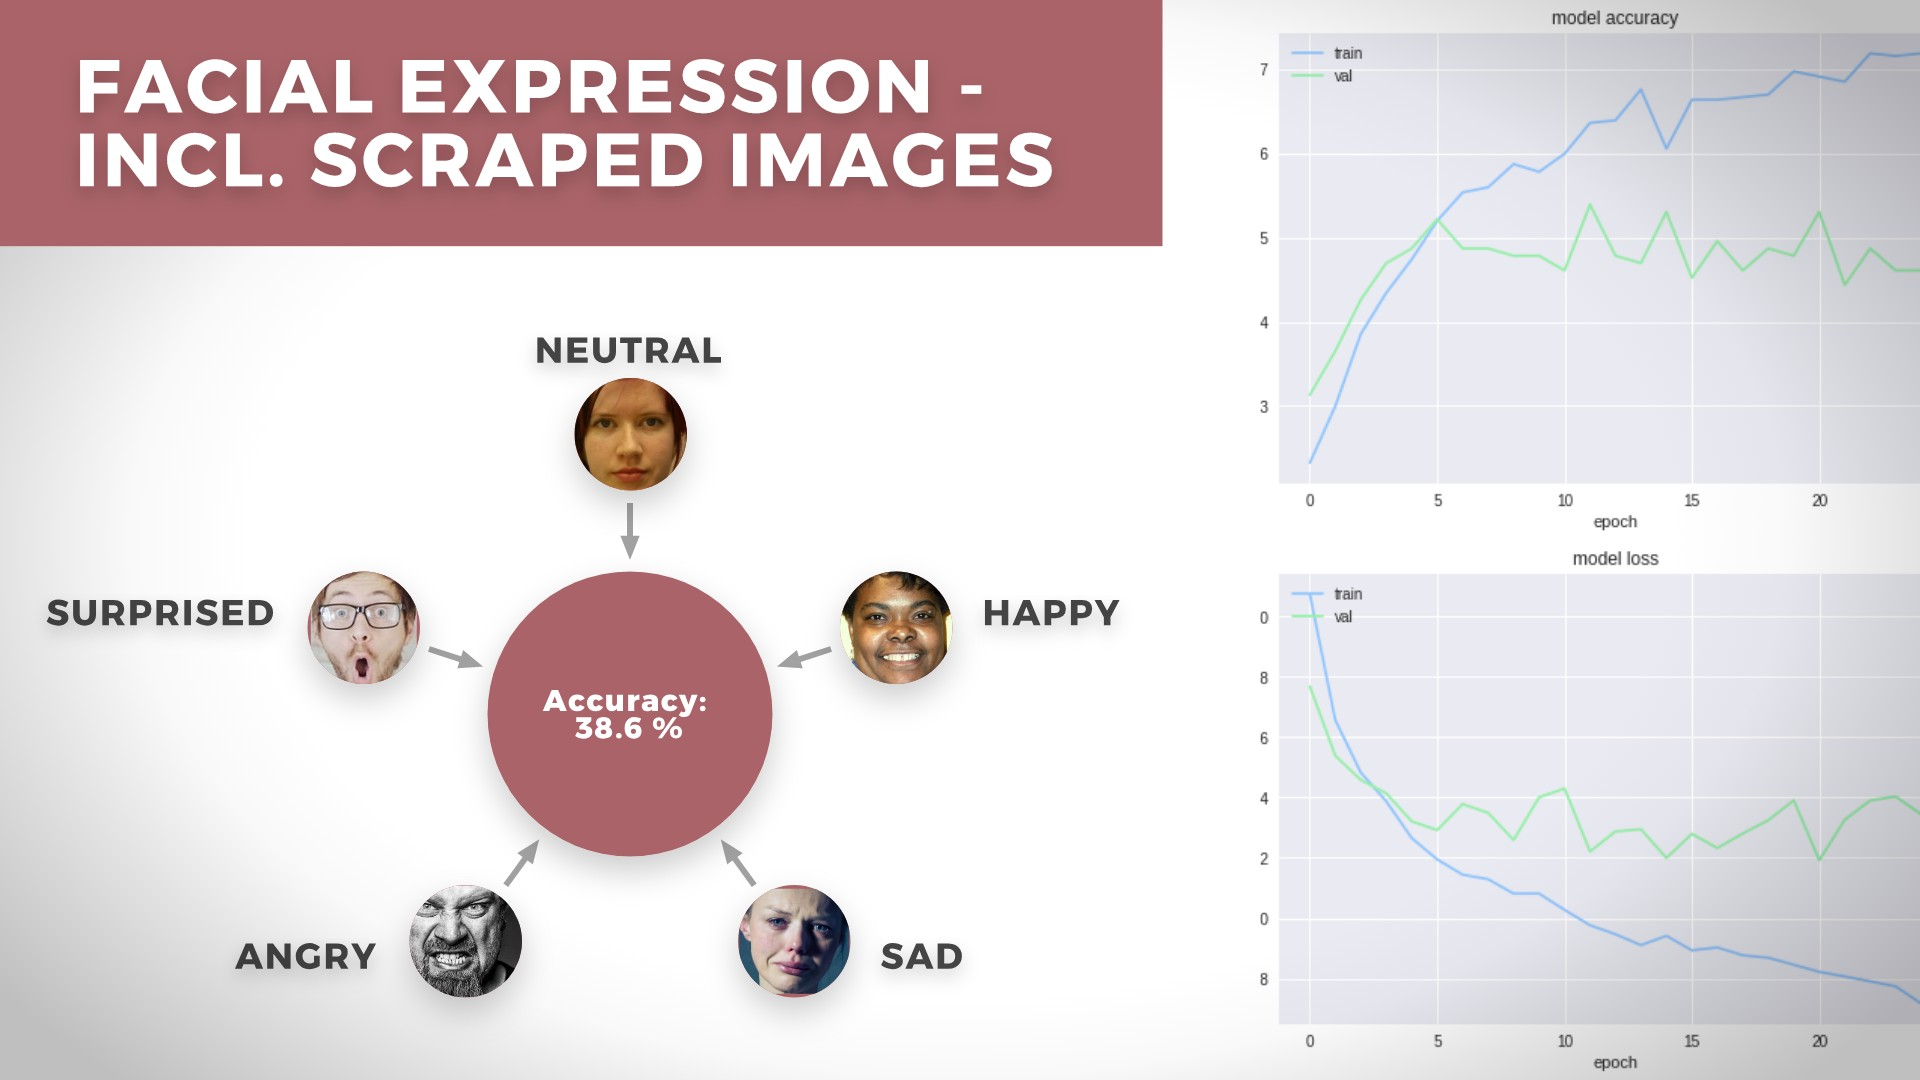 FACIAL EXPRESSION -
INCL. SCRAPED IMAGES
NEUTRAL
SURPRISED
HAPPY
Accuracy:
38.6 %
ANGRY
SAD
model accuracy
train
val
7
6
5
4
3
0 5 10 15 20
epoch
model loss
train
val
0
8
6
4
2
0
8
0 5 10 15 20
epoch